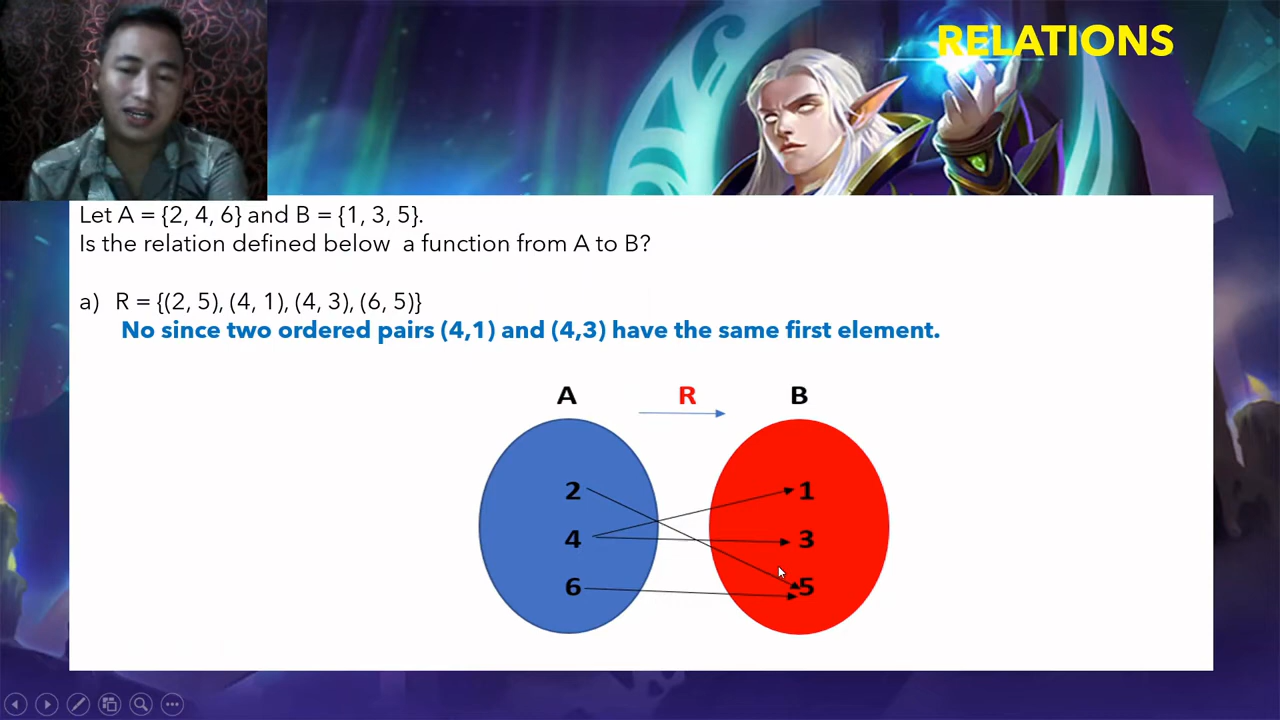 RELATIONS
Let A = {2, 4, 6} and B = {1, 3, 5}.
Is the relation defined below  a function from A to B?
a)   R = {(2, 5), (4, 1), (4, 3), (6, 5)}
No since two ordered pairs (4,1) and (4,3) have the same first element.
A R B
2 1
4 3
6 5